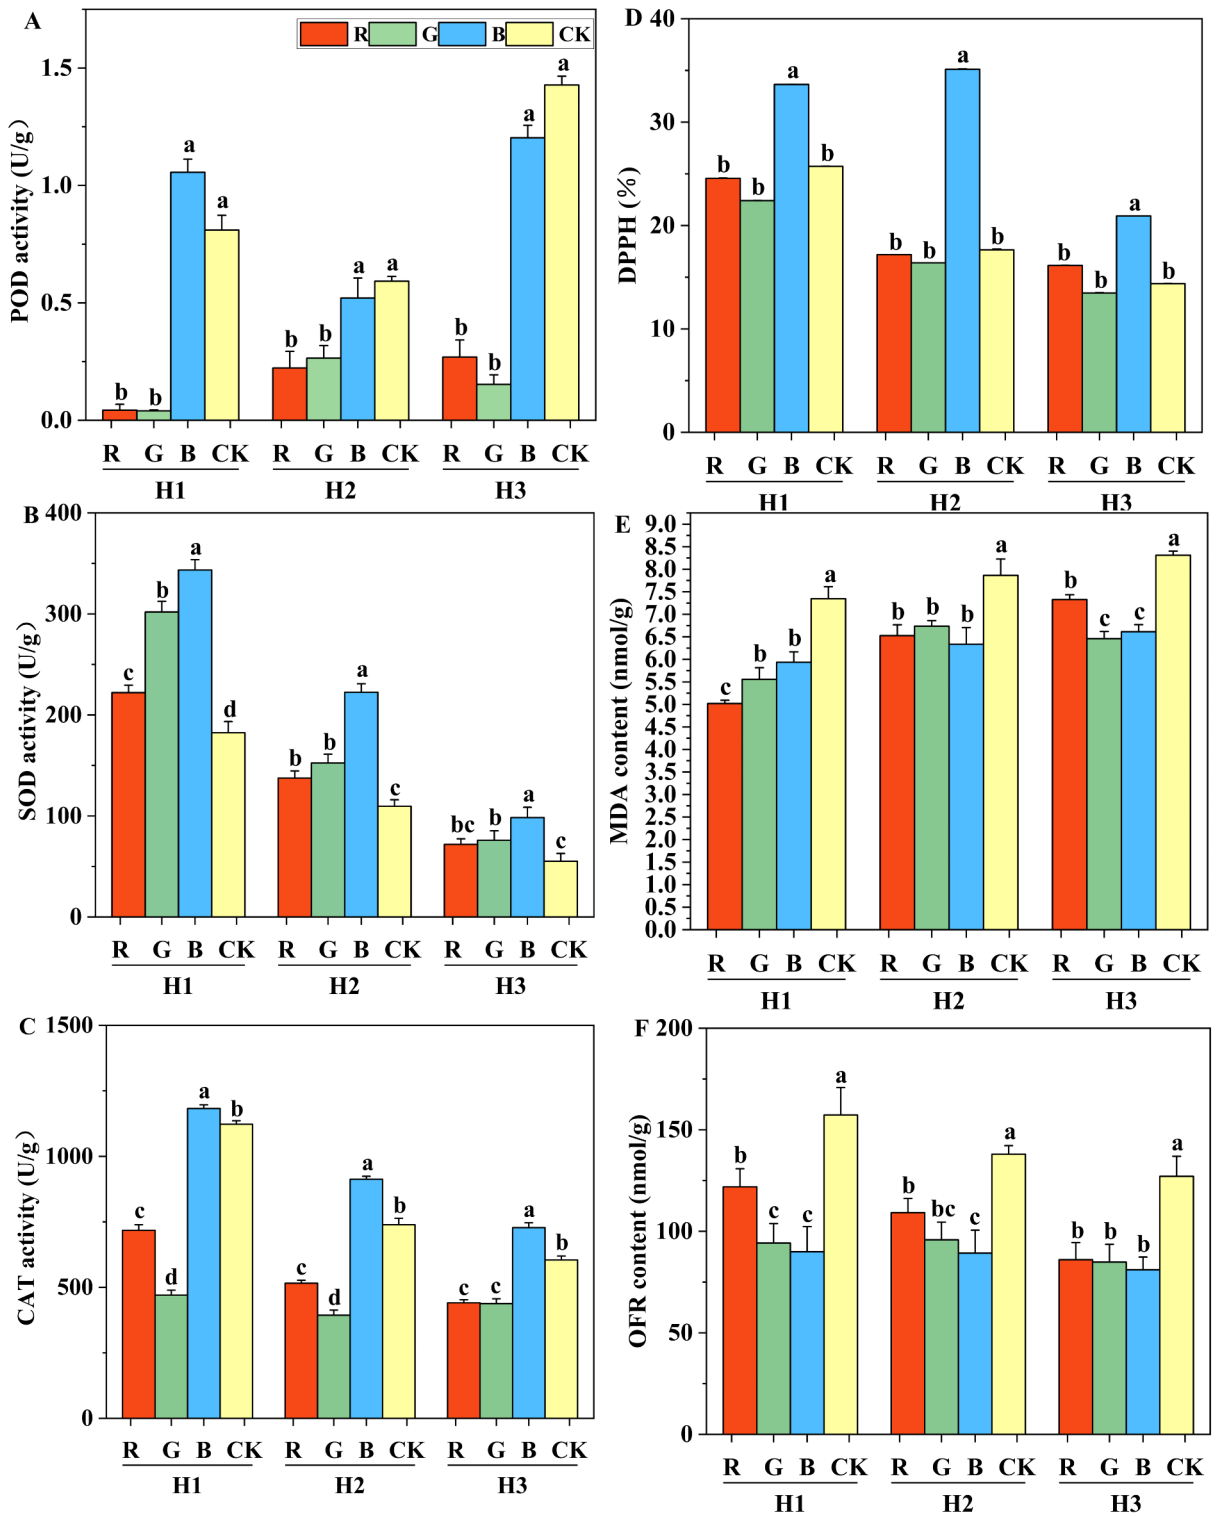 A
R G B CK
POD activity (U/g)
1.5
1.0
0.5
0.0
b b a a
b b a a
b b a a
R G B CK R G B CK R G B CK
H1 H2 H3
B
SOD activity (U/g)
400
300
200
100
0
c b a d
b b a c
bc b a c
R G B CK R G B CK R G B CK
H1 H2 H3
C
CAT activity (U/g)
1500
1000
500
0
c d a b
c d a b
c c a b
R G B CK R G B CK R G B CK
H1 H2 H3
D
DPPH (%)
40
30
20
10
0
b b a b
b b a b
b b a b
R G B CK R G B CK R G B CK
H1 H2 H3
E
MDA content (nmol/g)
9.0
8.5
8.0
7.5
7.0
6.5
6.0
5.5
5.0
4.5
4.0
3.5
3.0
2.5
2.0
1.5
1.0
0.5
0.0
c b b a
b b b a
b c c a
R G B CK R G B CK R G B CK
H1 H2 H3
F
OFR content (nmol/g)
200
150
100
50
0
b c c a
b bc c a
b b b a
R G B CK R G B CK R G B CK
H1 H2 H3